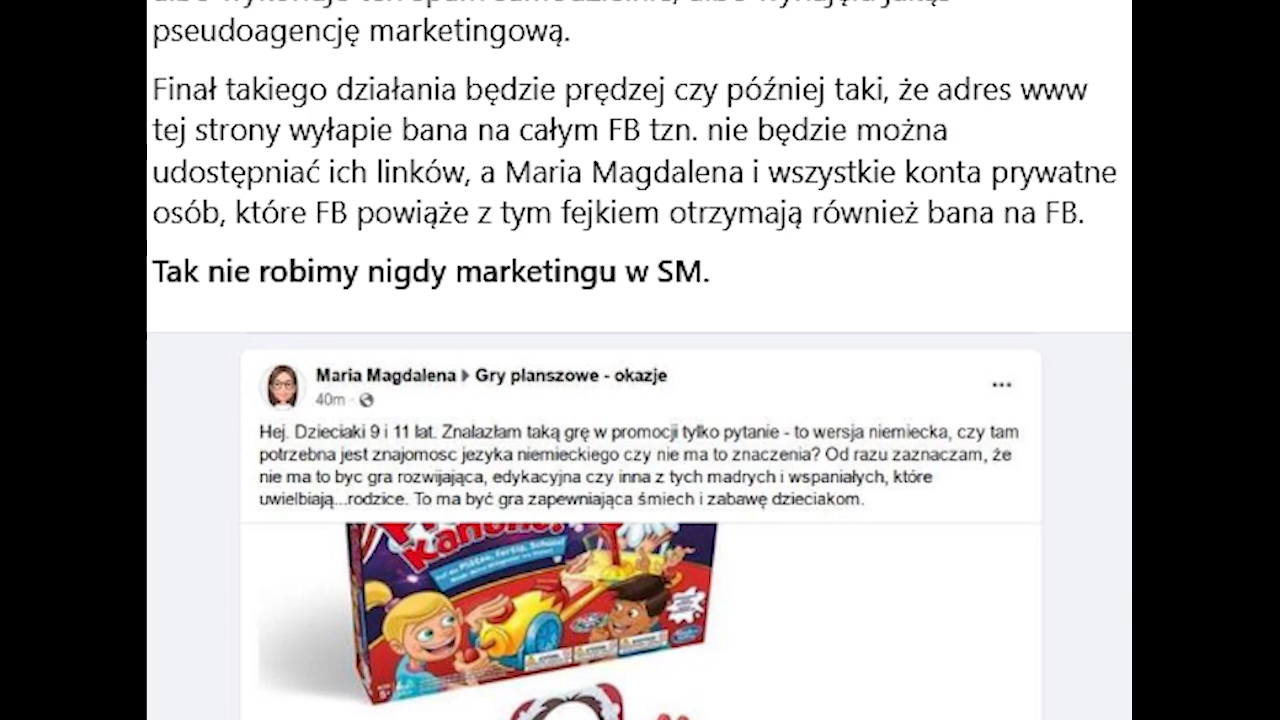 pseudoagencję marketingową.
Finał takiego działania będzie prędzej czy później taki, że adres www
tej strony wyłapie bana na całym FB tzn. nie będzie można
udostępniać ich linków, a Maria Magdalena i wszystkie konta prywatne
osób, które FB powiąże z tym fejkiem otrzymają również bana na FB.
Tak nie robimy nigdy marketingu w SM.
Maria Magdalena Gry planszowe - okazje
40m
Hej. Dzieciaki 9 i 11 lat. Znalazłam taką grę w promocji tylko pytanie - to wersja niemiecka, czy tam
potrzebna jest znajomosc jezyka niemieckiego czy nie ma to znaczenia? Od razu zaznaczam, że
nie ma to byc gra rozwijająca, edykacyjna czy inna z tych madrych i wspaniałych, które
uwielbiają...rodzice. To ma być gra zapewniająca śmiech i zabawę dzieciakom.